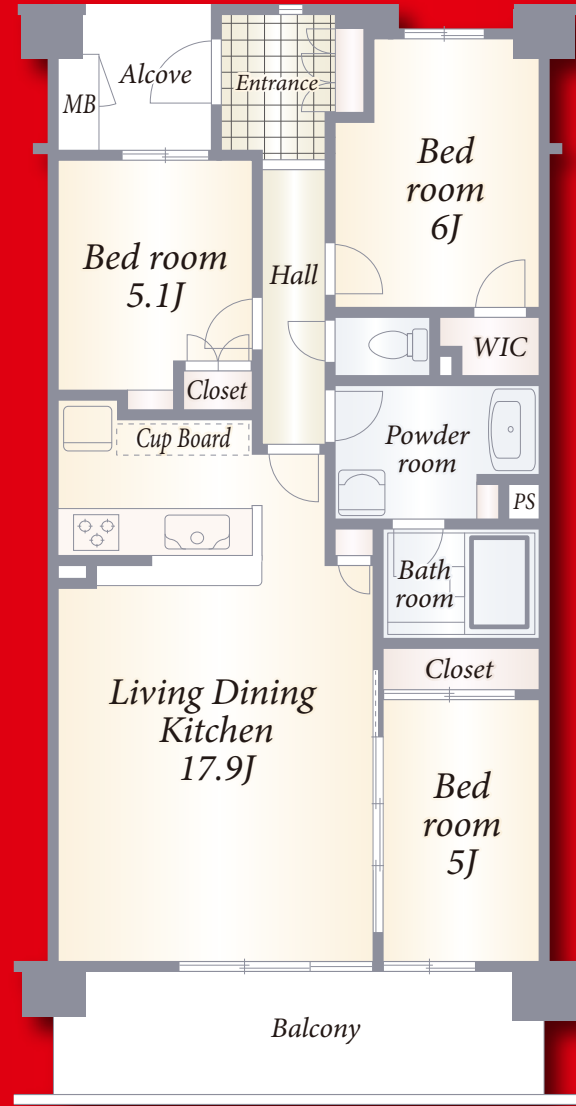 Alcove
MB
Entrance
Bed
room
6J
Bed room
5.1J
Hall
WIC
Closet
Cup Board
Powder
room
PS
Bath
room
Closet
Living Dining
Kitchen
17.9J
Bed
room
5J
Balcony